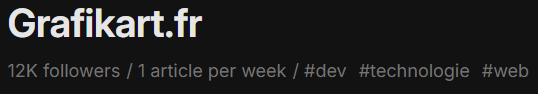 Grafikart.fr
12K followers / 1 article per week / #dev #technologie #web